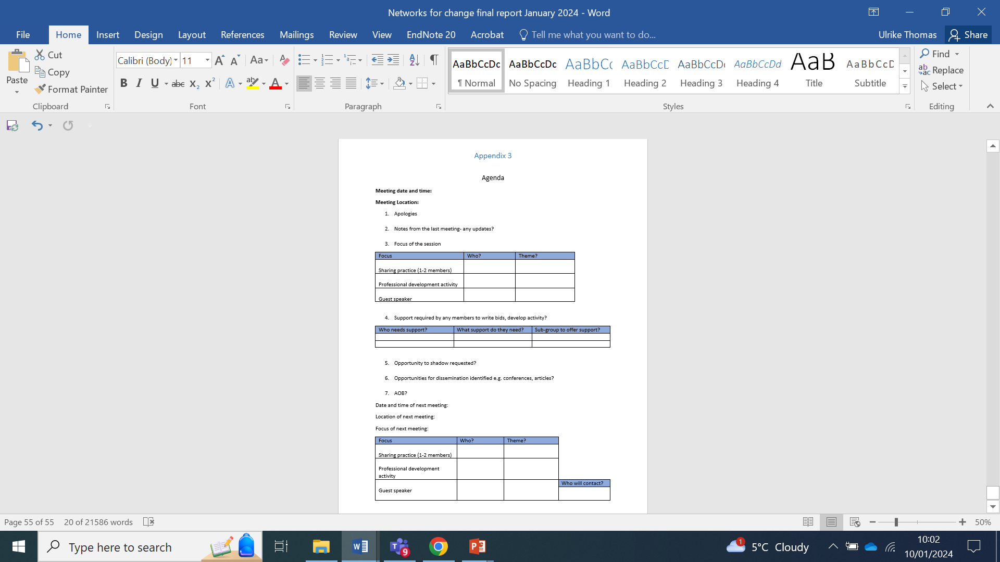 Networks for change final report January 2024 - Word
File Home Insert Design Layout References Mailings Review View EndNote 20 Acrobat Tell me what you want to do... Ulrike Thomas Share
Paste
Cut
Copy
Format Painter
Clipboard
Calibri (Body) 11
Font
Paragraph
AaBbCcDc AaBbCcDc AaBbCc AaBbCcC AaBbCcDc AaBbCcDd AaB AaBbCcD
¶ Normal No Spacing Heading 1 Heading 2 Heading 3 Heading 4 Title Subtitle
Styles
Find
Replace
Select
Editing
Appendix 3
Agenda
Meeting date and time:
Meeting Location:
1. Apologies
2. Notes from the last meeting- any updates?
3. Focus of the session
Focus Who? Theme?
Sharing practice (1-2 members)
Professional development activity
Guest speaker
4. Support required by any members to write bids, develop activity?
Who needs support? What support do they need? Sub-group to offer support?
5. Opportunity to shadow requested?
6. Opportunities for dissemination identified e.g. conferences, articles?
7. AOB?
Date and time of next meeting:
Location of next meeting:
Focus of next meeting:
Focus Who? Theme?
Sharing practice (1-2 members)
Professional development
activity
Who will contact?
Guest speaker
Page 55 of 55 20 of 21586 words 50%
Type here to search
9
1
5°C Cloudy
10:02
10/01/2024